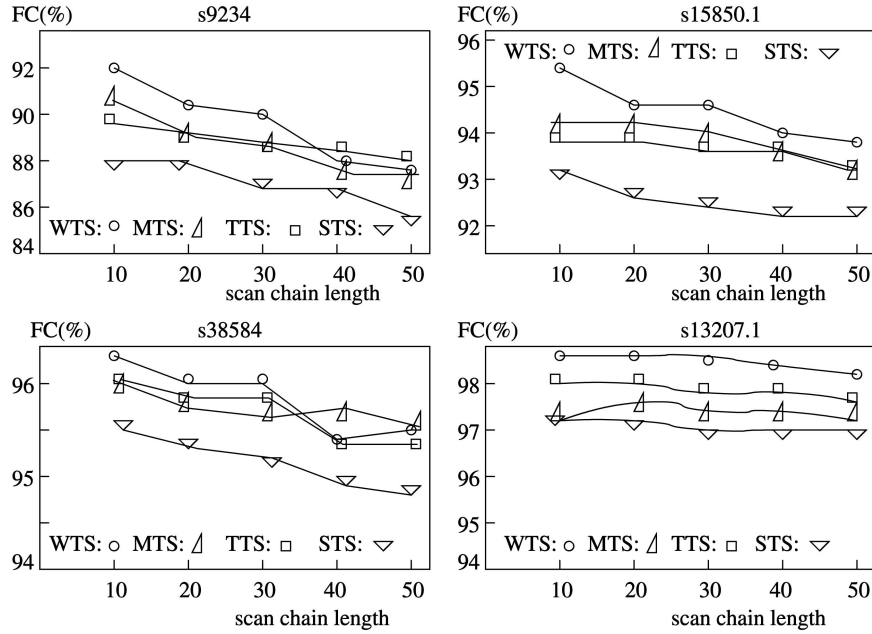 FC(%) s9234
92
90
88
86
84
WTS: MTS: TTS: STS:
10 20 30 40 50
scan chain length
FC(%) s15850.1
96
95
94
93
92
WTS: MTS: TTS: STS:
10 20 30 40 50
scan chain length
FC(%) s38584
96
95
94
WTS: MTS: TTS: STS:
10 20 30 40 50
scan chain length
FC(%) s13207.1
98
97
96
95
94
WTS: MTS: TTS: STS:
10 20 30 40 50
scan chain length